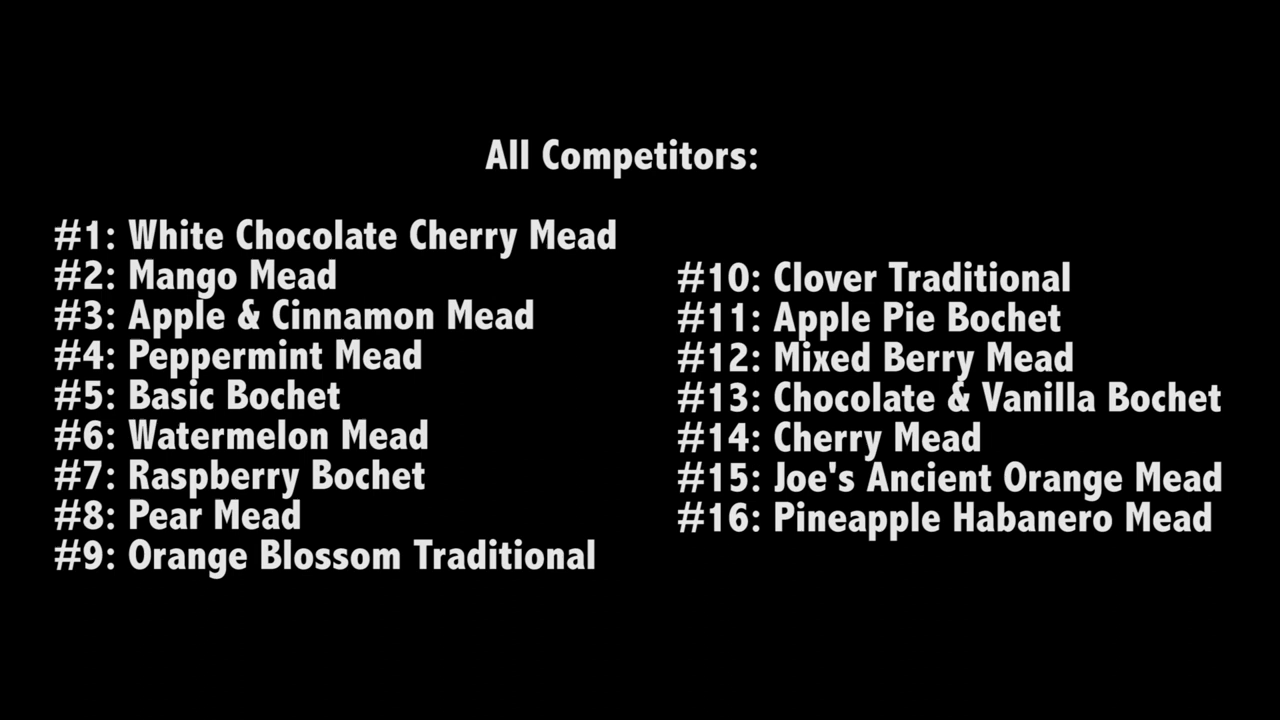 All Competitors:
#1: White Chocolate Cherry Mead
#2: Mango Mead
#3: Apple & Cinnamon Mead
#4: Peppermint Mead
#5: Basic Bochet
#6: Watermelon Mead
#7: Raspberry Bochet
#8: Pear Mead
#9: Orange Blossom Traditional
#10: Clover Traditional
#11: Apple Pie Bochet
#12: Mixed Berry Mead
#13: Chocolate & Vanilla Bochet
#14: Cherry Mead
#15: Joe's Ancient Orange Mead
#16: Pineapple Habanero Mead